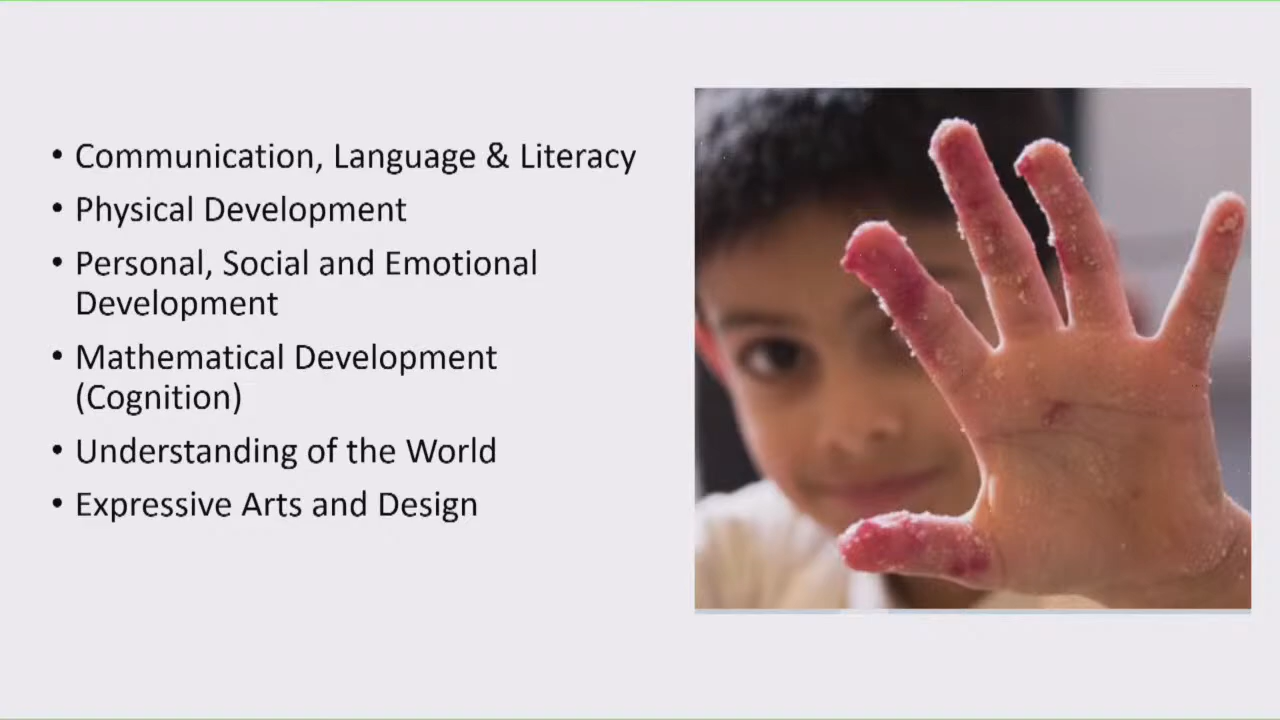 • Communication, Language & Literacy
• Physical Development
• Personal, Social and Emotional
Development
• Mathematical Development
(Cognition)
• Understanding of the World
• Expressive Arts and Design